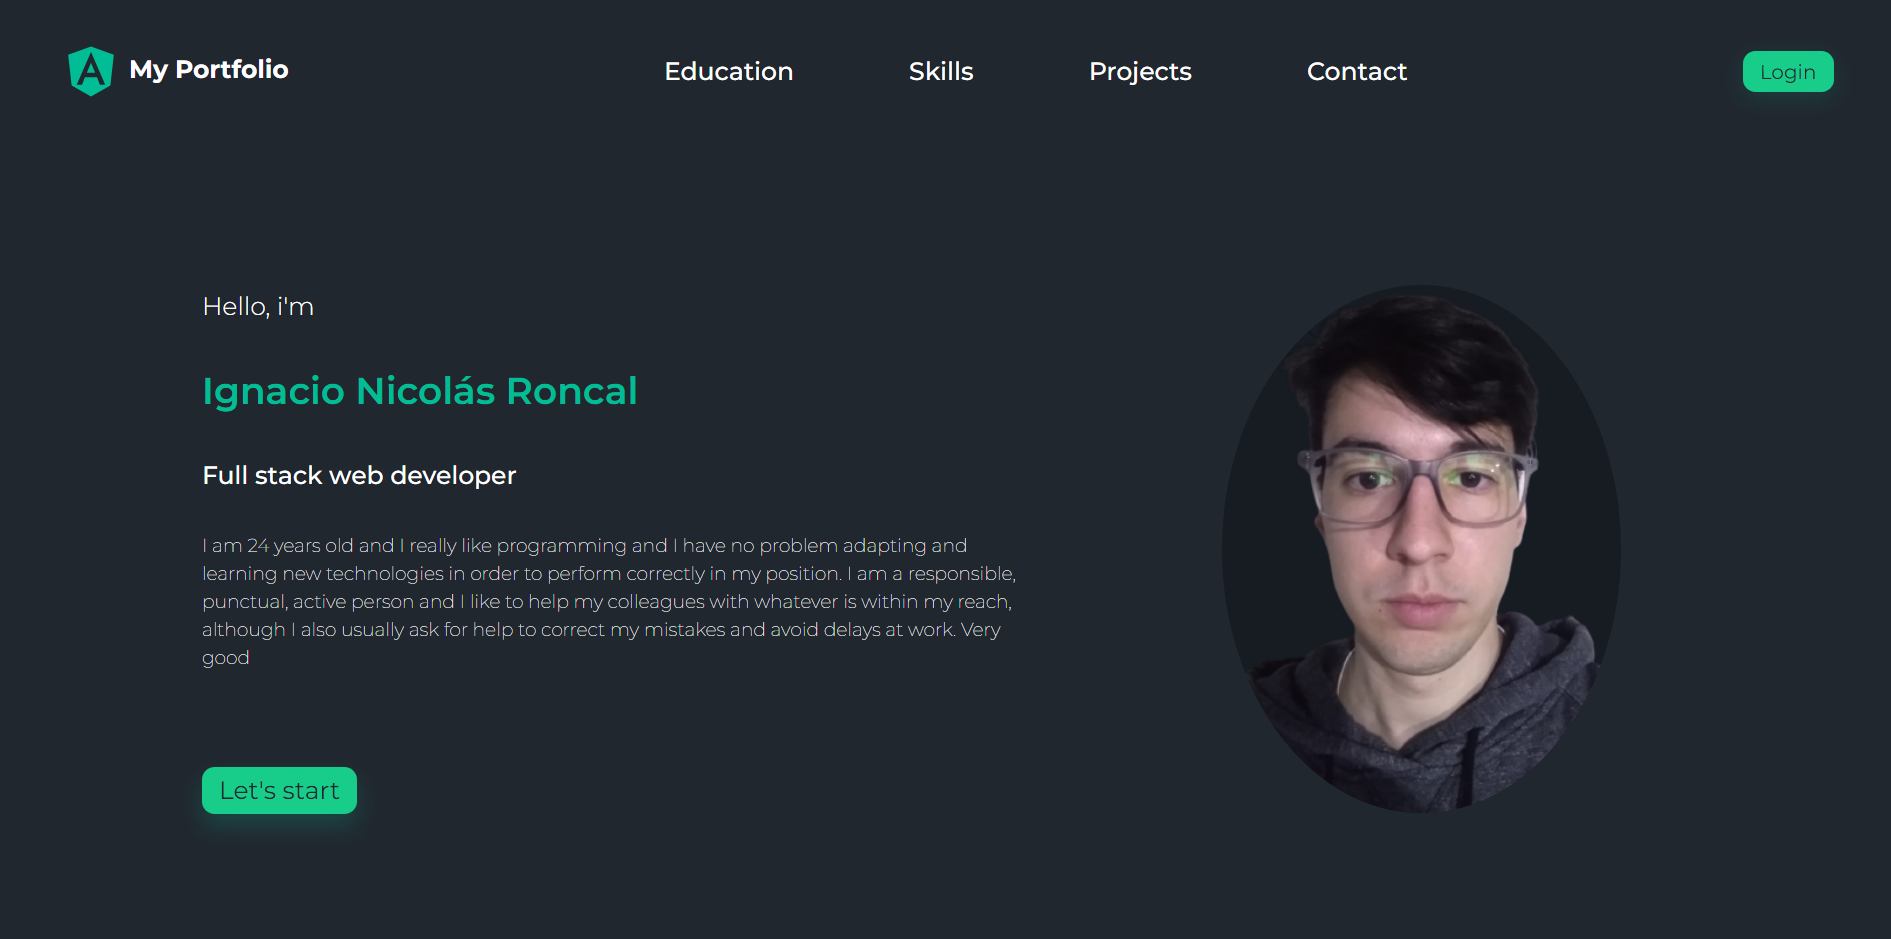 My Portfolio
Education
Skills
Projects
Contact
Login
Hello, i'm
Ignacio Nicolás Roncal
Full stack web developer
I am 24 years old and I really like programming and I have no problem adapting and
learning new technologies in order to perform correctly in my position. I am a responsible,
punctual, active person and I like to help my colleagues with whatever is within my reach,
although I also usually ask for help to correct my mistakes and avoid delays at work. Very
good
Let's start